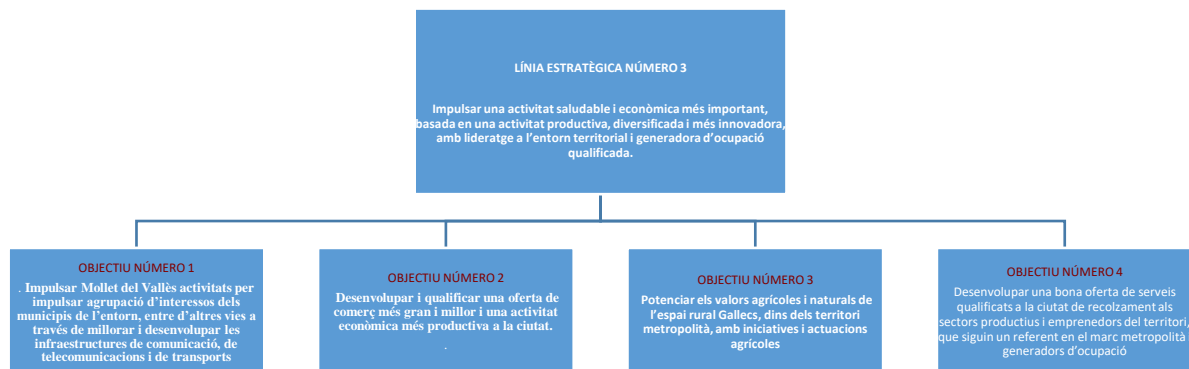 LÍNIA ESTRATÈGICA NÚMERO 3
Impulsar una activitat saludable i econòmica més important,
basada en una activitat productiva, diversificada i més innovadora,
amb lideratge a l'entorn territorial i generadora d'ocupació
qualificada.
OBJECTIU NÚMERO 1
. Impulsar Mollet del Vallès activitats per
impulsar agrupació d'interessos dels
municipis de l'entorn, entre d'altres vies a
través de millorar i desenvolupar les
infraestructures de comunicació, de
telecomunicacions i de transports
OBJECTIU NÚMERO 2
Desenvolupar i qualificar una oferta de
comerç més gran i millor i una activitat
econòmica més productiva a la ciutat.
.
OBJECTIU NÚMERO 3
Potenciar els valors agrícoles i naturals de
l'espai rural Gallecs, dins del territori
metropolità, amb iniciatives i actuacions
agrícoles
OBJECTIU NÚMERO 4
Desenvolupar una bona oferta de serveis
qualificats a la ciutat de recolzament als
sectors productius i emprenedors del territori,
que siguin un referent en el marc metropolità i
generadors d'ocupació